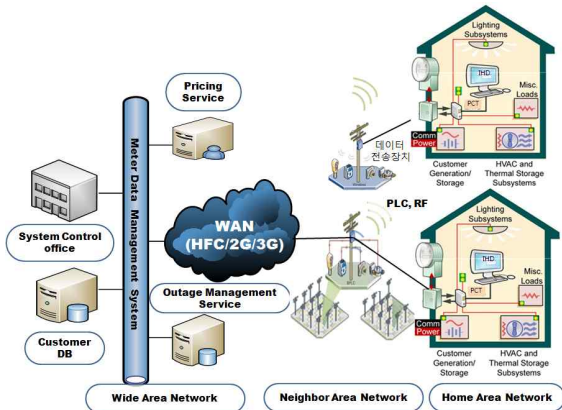 Pricing
Service
Meter Data Management System
System Control
office
Customer
DB
WAN
(HFC/2G/3G)
Outage Management
Service
Wide Area Network
데이터
전송장치
PLC, RF
Neighbor Area Network
Lighting
Subsystems
IHD
Misc.
Loads
PCT
Comm
Power
Customer
Generation/
Storage
HVAC and
Thermal Storage
Subsystems
Lighting
Subsystems
IHD
Misc.
Loads
PCT
Comm
Power
Customer
Generation/
Storage
HVAC and
Thermal Storage
Subsystems
Home Area Network